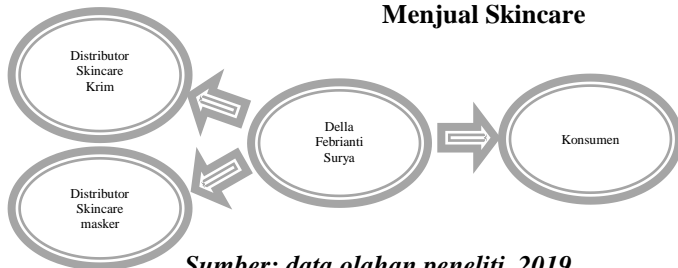 Menjual Skincare
Distributor
Skincare
Krim
Della
Febrianti
Surya
Konsumen
Distributor
Skincare
masker
Sumber: data olahan peneliti, 2019